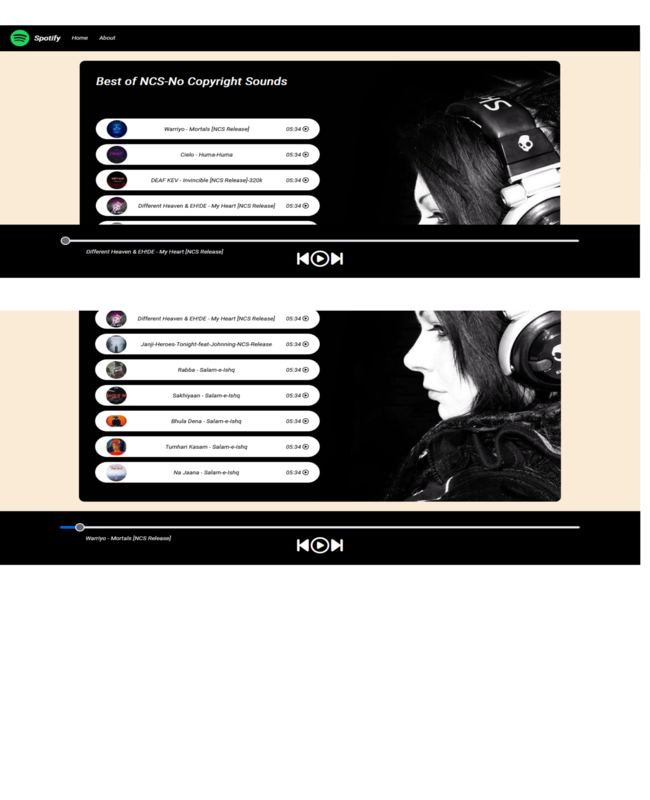 Spotify Home About
Best of NCS-No Copyright Sounds
Warriyo - Mortals [NCS Release] 05:34
Cielo - Huma-Huma 05:34
DEAF KEV - Invincible [NCS Release]-320k 05:34
Different Heaven & EH!DE - My Heart [NCS Release] 05:34
Different Heaven & EH!DE - My Heart [NCS Release]
Different Heaven & EH!DE - My Heart [NCS Release] 05:34
Janji-Heroes-Tonight-feat-Johnning-NCS-Release 05:34
Rabba - Salam-e-Ishq 05:34
Sakhiyaan - Salam-e-Ishq 05:34
Bhula Dena - Salam-e-Ishq 05:34
Tumhari Kasam - Salam-e-Ishq 05:34
Na Jaana - Salam-e-Ishq 05:34
Warriyo - Mortals [NCS Release]